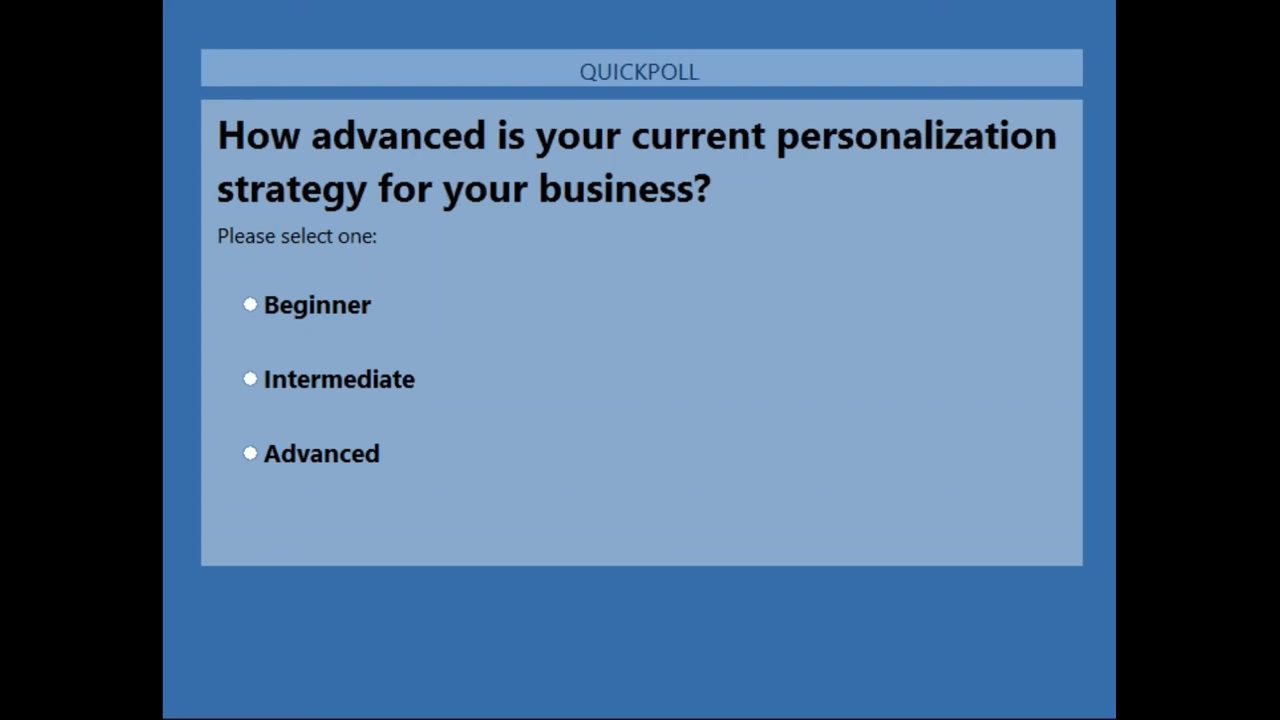 QUICKPOLL
How advanced is your current personalization
strategy for your business?
Please select one:
Beginner
Intermediate
Advanced